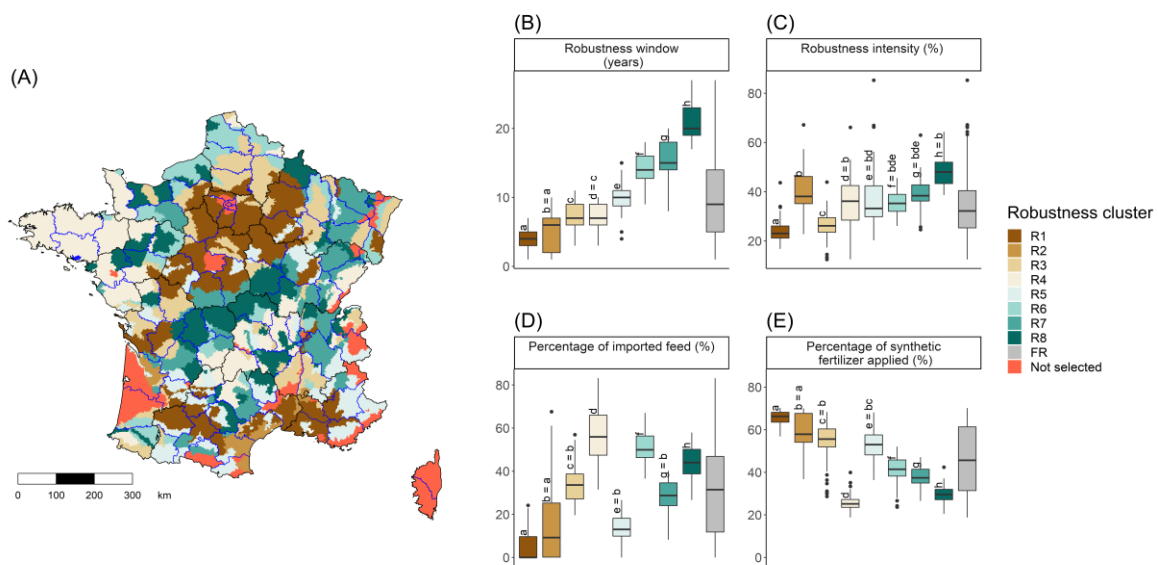 (A)
0
100
200
300
km
(B)
Robustness window
(years)
20
10
0
a
b = a
c
d = c
e
f
g
h
(C)
Robustness intensity (%)
80
60
40
20
a
b
c
d = b
e = bd
f = bde
g = bde
h = b
(D)
Percentage of imported feed (%)
80
60
40
20
0
a
b = a
c = b
d
e = b
f
g = b
h
(E)
Percentage of synthetic
fertilizer applied (%)
80
60
40
20
0
a
b = a
c = b
d
e = bc
f
g
h
Robustness cluster
R1
R2
R3
R4
R5
R6
R7
R8
FR
Not selected